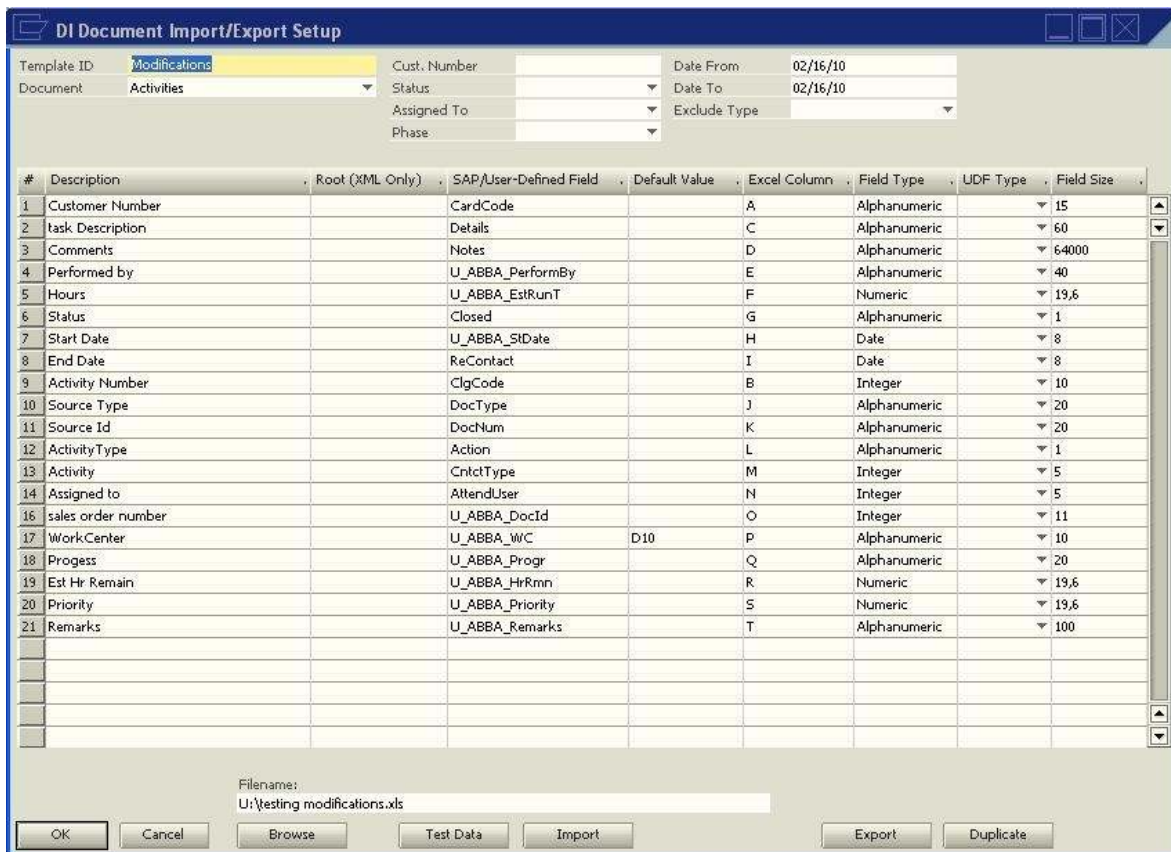 DI Document Import/Export Setup
Template ID Modifications Cust. Number Date From 02/16/10
Document Activities Status Date To 02/16/10
Assigned To Exclude Type
Phase
# Description Root (XML Only) SAP/User-Defined Field Default Value Excel Column Field Type UDF Type Field Size
1 Customer Number CardCode A Alphanumeric 15
2 task Description Details C Alphanumeric 60
3 Comments Notes D Alphanumeric 64000
4 Performed by U_ABBA_PerformBy E Alphanumeric 40
5 Hours U_ABBA_EstRunT F Numeric 19,6
6 Status Closed G Alphanumeric 1
7 Start Date U_ABBA_StDate H Date 8
8 End Date ReContact I Date 8
9 Activity Number ClgCode B Integer 10
10 Source Type DocType J Alphanumeric 20
11 Source Id DocNum K Alphanumeric 20
12 ActivityType Action L Alphanumeric 1
13 Activity CntctType M Integer 5
14 Assigned to AttendUser N Integer 5
16 sales order number U_ABBA_DocId O Integer 11
17 WorkCenter U_ABBA_WC D10 P Alphanumeric 10
18 Progess U_ABBA_Progr Q Alphanumeric 20
19 Est Hr Remain U_ABBA_HrRmn R Numeric 19,6
20 Priority U_ABBA_Priority S Numeric 19,6
21 Remarks U_ABBA_Remarks T Alphanumeric 100
Filename:
U:\testing modifications.xls
OK Cancel Browse Test Data Import Export Duplicate